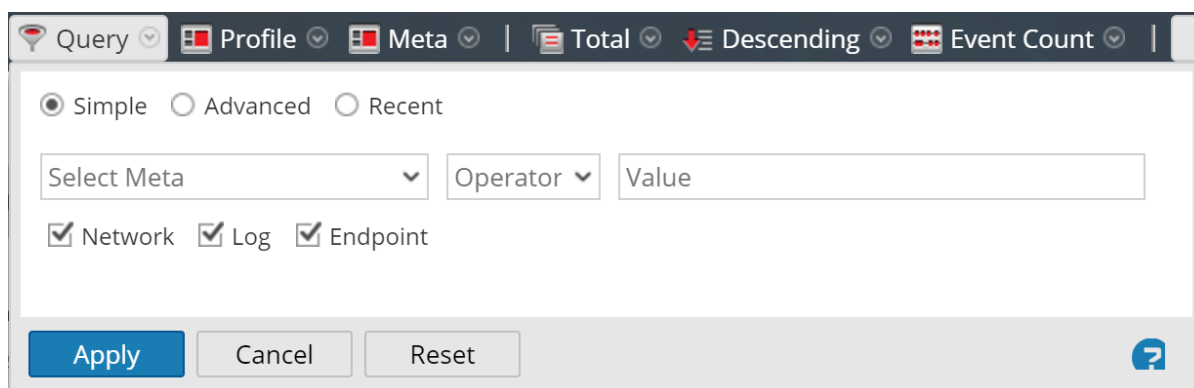 Query Profile Meta | Total Descending Event Count |
Simple Advanced Recent
Select Meta Operator Value
Network Log Endpoint
Apply Cancel Reset ?